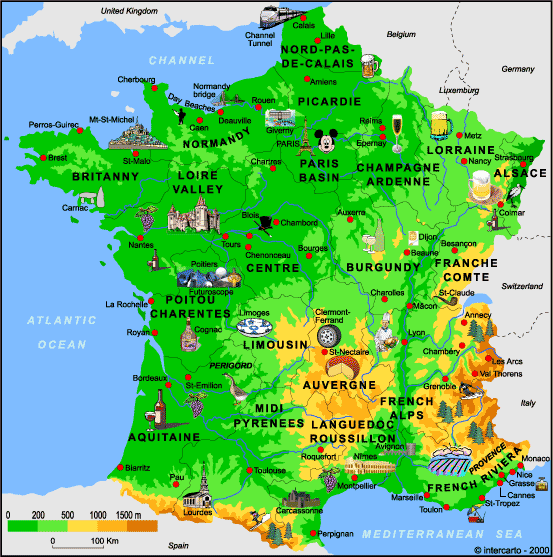 United Kingdom
Channel
Tunnel
Calais
Lille
Belgium
NORD-PAS-
DE-CALAIS
CHANNEL
Germany
Cherbourg
Amiens
Normandy
bridge
PICARDIE
Luxemburg
Day Beaches
Rouen
Perros-Guirec
Mt-St-Michel
Caen
Deauville
Giverny
Reims
NORMANDY
PARIS
Epernay
Metz
LORRAINE
Brest
St-Malo
Chartres
PARIS
BASIN
CHAMPAGNE
ARDENNE
Nancy
Strasbourg
BRITANNY
LOIRE
VALLEY
ALSACE
Carnac
Blois
Chambord
Auxerre
Colmar
Nantes
Tours
Chenonceau
Bourges
Dijon
Beaune
Besançon
Poitiers
CENTRE
BURGUNDY
FRANCHE
COMTE
Futuroscope
St-Claude
Switzerland
La Rochelle
POITOU
CHARENTES
Charolles
Mâcon
ATLANTIC
OCEAN
Limoges
Clermont-
Ferrand
Annecy
Royan
Cognac
LIMOUSIN
St-Nectaire
Lyon
Chambéry
Les Arcs
PERIGORD
Val Thorens
Bordeaux
St-Emilion
AUVERGNE
Grenoble
MIDI
PYRENEES
FRENCH
ALPS
Italy
AQUITAINE
LANGUEDOC
ROUSSILLON
Avignon
Roquefort
Nîmes
PROVENCE
Monaco
Biarritz
Pau
Toulouse
Montpellier
FRENCH RIVIERA
Nice
Grasse
Cannes
Lourdes
Carcassonne
Marseille
St-Tropez
Toulon
0 200 500 1000 1500 m
0 100 Km
Perpignan
MEDITERRANEAN SEA
Spain
© intercarto - 2000